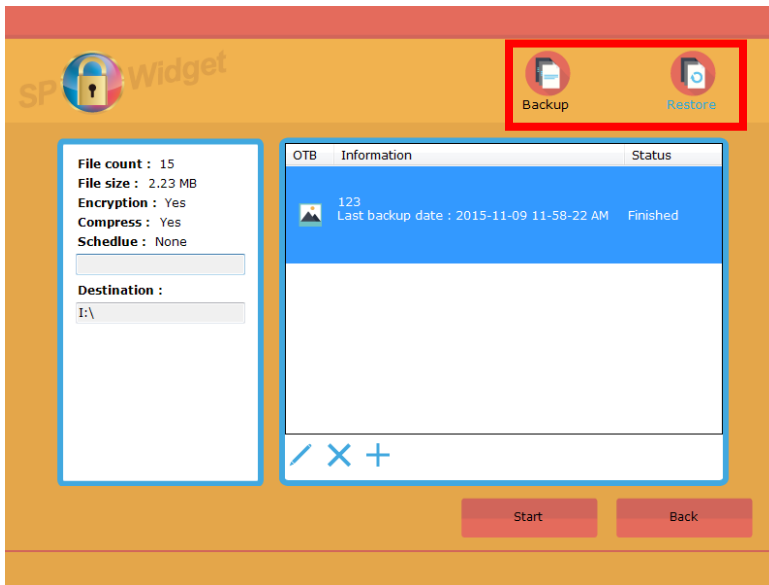 SP Widget
Backup
Restore
File count : 15
File size : 2.23 MB
Encryption : Yes
Compress : Yes
Schedlue : None
Destination :
I:\
OTB Information Status
123
Last backup date : 2015-11-09 11-58-22 AM Finished
Start
Back